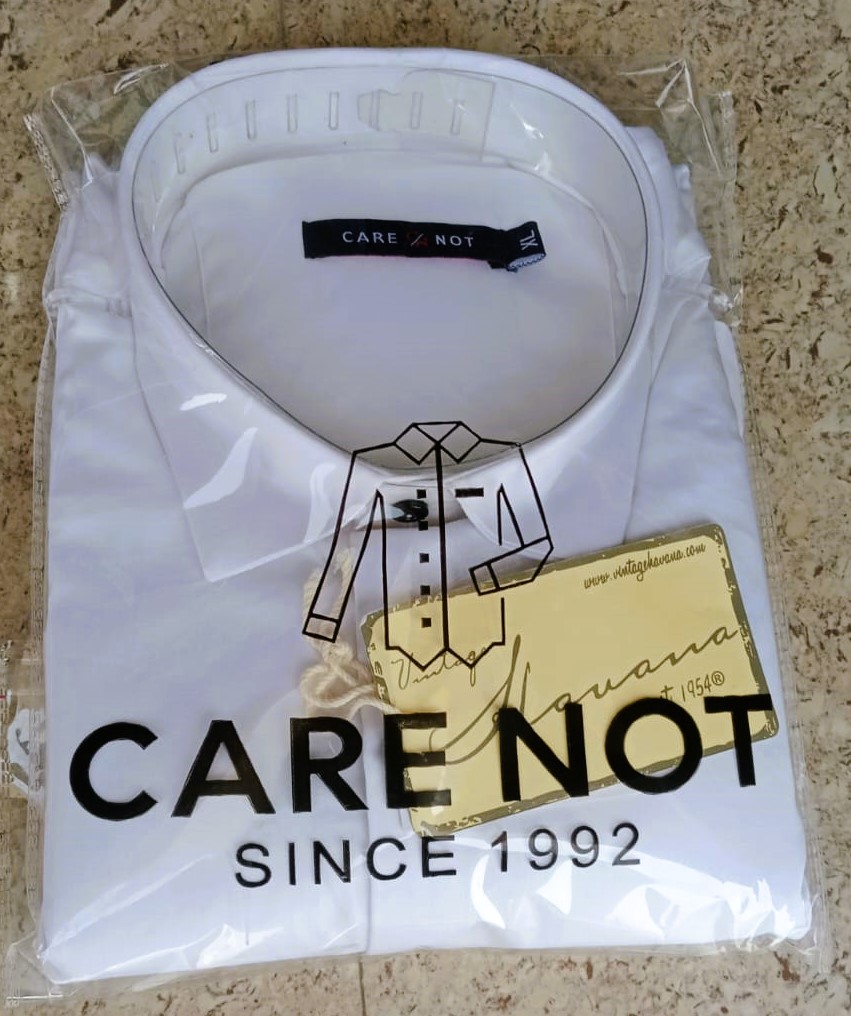 CARE NOT
XL
www.vintagehavana.com
Vintage
Havana
1954®
CARE NOT
SINCE 1992